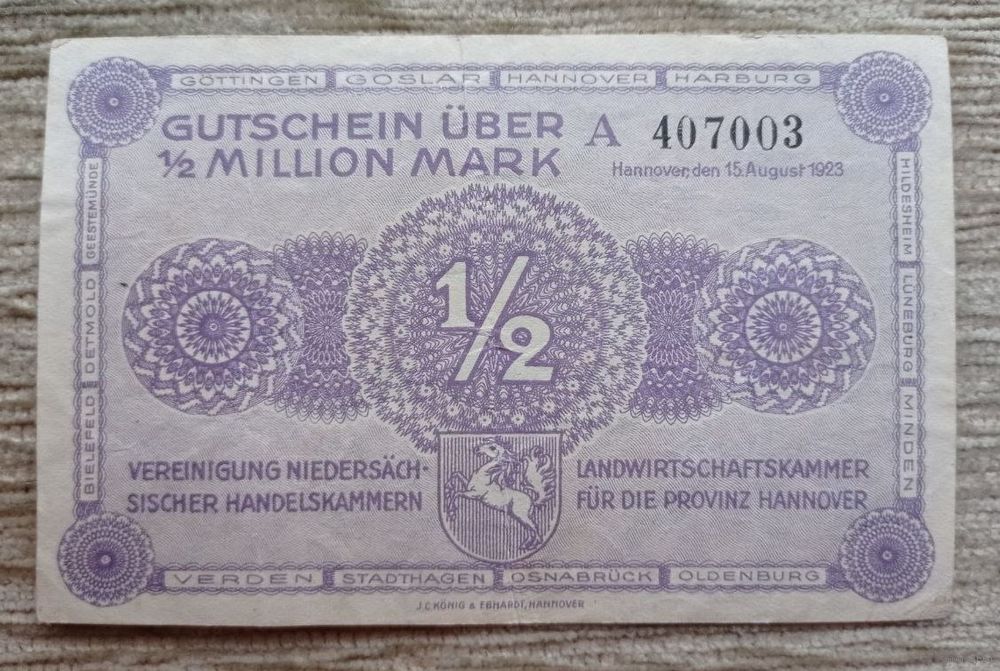 GÖTTINGEN GOSLAR HANNOVER HARBURG
GUTSCHEIN ÜBER
½ MILLION MARK
A 407003
Hannover, den 15. August 1923
BIELEFELD DETMOLD GEESTEMÜNDE
HILDESHEIM LÜNEBURG MINDEN
1/2
VEREINIGUNG NIEDERSÄCH-
SISCHER HANDELSKAMMERN
LANDWIRTSCHAFTSKAMMER
FÜR DIE PROVINZ HANNOVER
VERDEN STADTHAGEN OSNABRÜCK OLDENBURG
J.C. KÖNIG & EBHARDT, HANNOVER